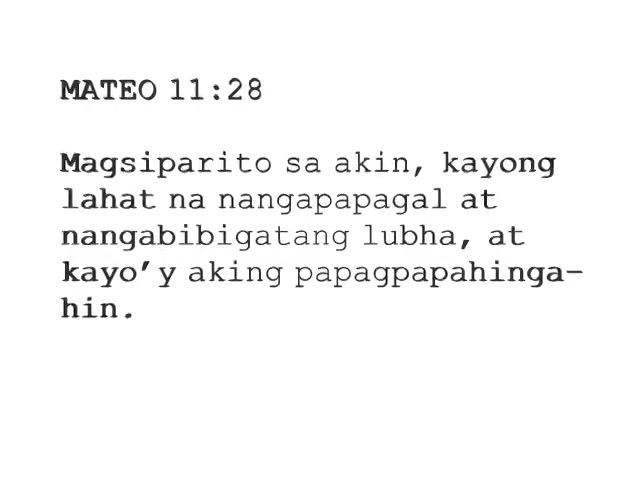 MATEO 11:28
Magsiparito sa akin, kayong
lahat na nangapapagal at
nangabibigatang lubha, at
kayo’y aking papagpapahinga-
hin.